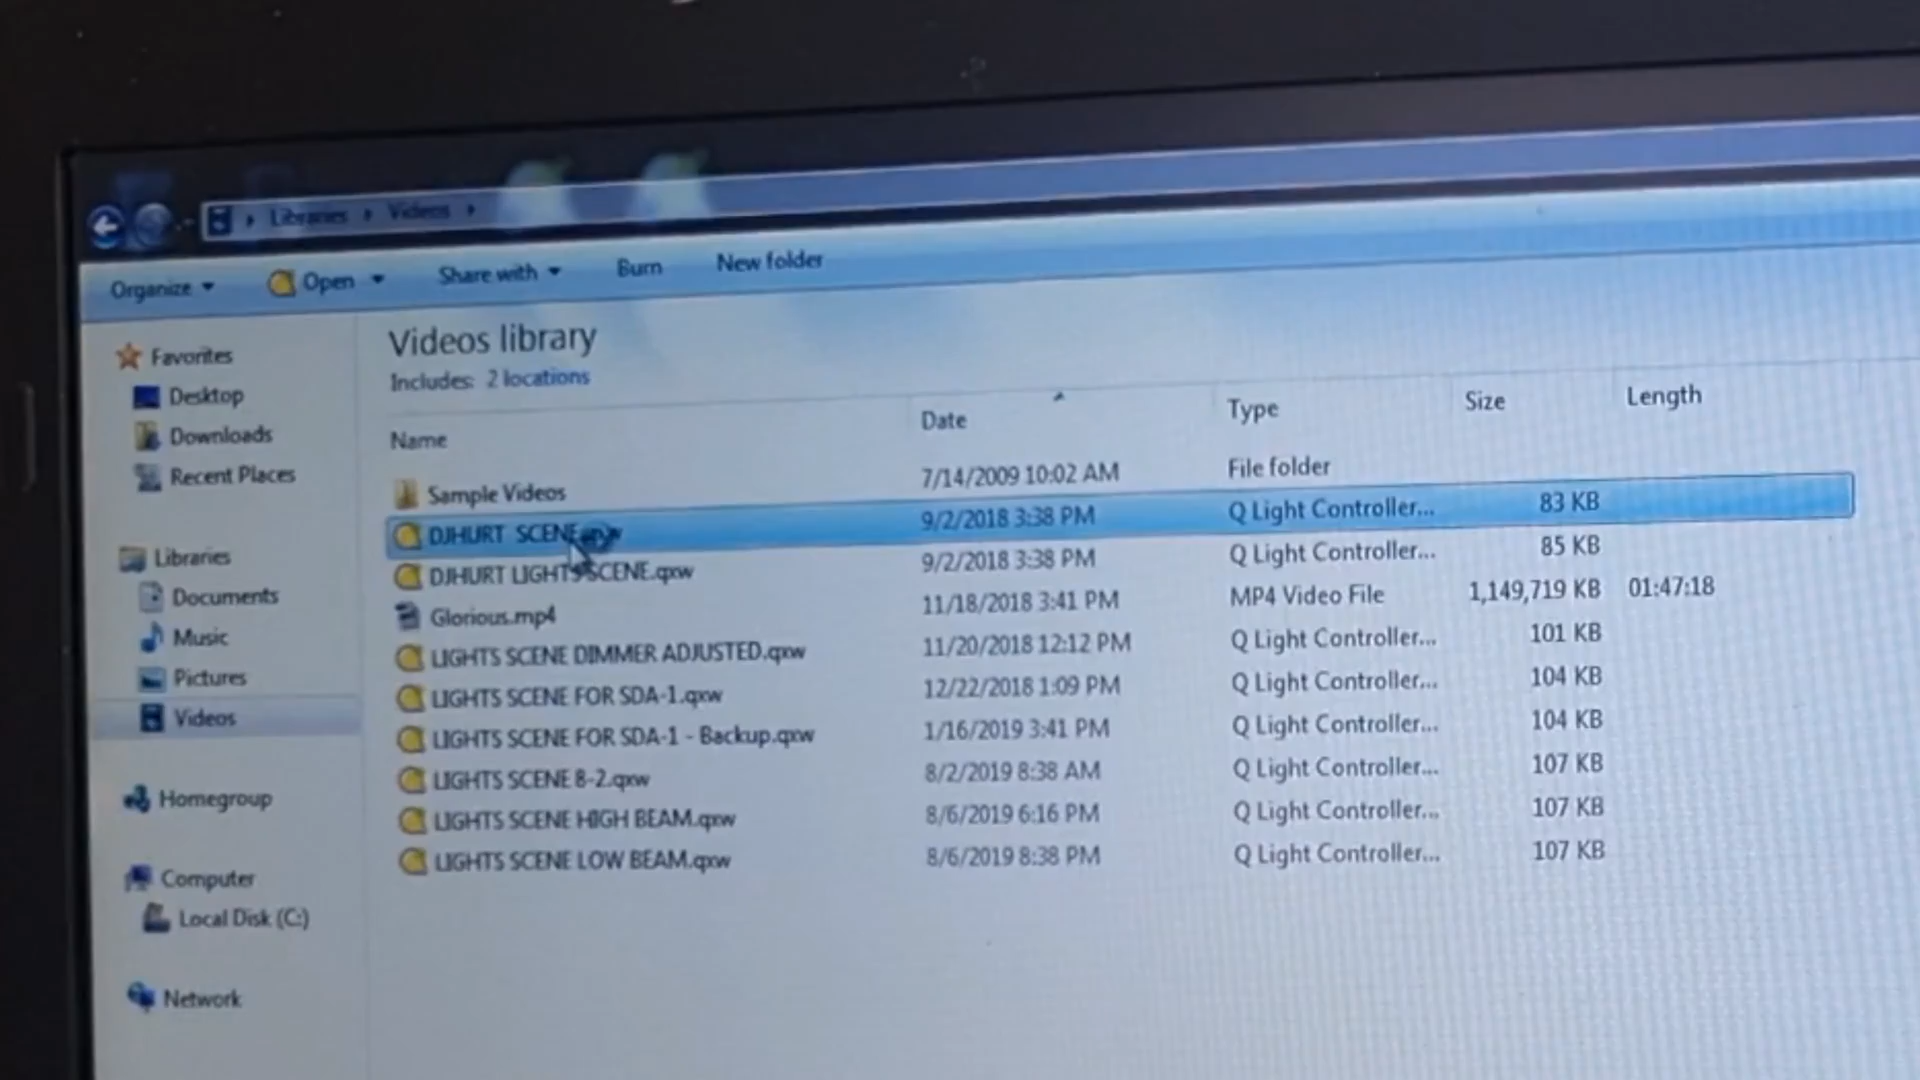 Libraries Videos
Organize Open Share with Burn New folder
Videos library
Includes: 2 locations
Name Date Type Size Length
Sample Videos 7/14/2009 10:02 AM File folder
DJHURT SCENE.qxw 9/2/2018 3:38 PM Q Light Controller... 83 KB
DJHURT LIGHTS SCENE.qxw 9/2/2018 3:38 PM Q Light Controller... 85 KB
Glorious.mp4 11/18/2018 3:41 PM MP4 Video File 1,149,719 KB 01:47:18
LIGHTS SCENE DIMMER ADJUSTED.qxw 11/20/2018 12:12 PM Q Light Controller... 101 KB
LIGHTS SCENE FOR SDA-1.qxw 12/22/2018 1:09 PM Q Light Controller... 104 KB
LIGHTS SCENE FOR SDA-1 - Backup.qxw 1/16/2019 3:41 PM Q Light Controller... 104 KB
LIGHTS SCENE 8-2.qxw 8/2/2019 8:38 AM Q Light Controller... 107 KB
LIGHTS SCENE HIGH BEAM.qxw 8/6/2019 6:16 PM Q Light Controller... 107 KB
LIGHTS SCENE LOW BEAM.qxw 8/6/2019 8:38 PM Q Light Controller... 107 KB
Favorites
Desktop
Downloads
Recent Places
Libraries
Documents
Music
Pictures
Videos
Homegroup
Computer
Local Disk (C:)
Network